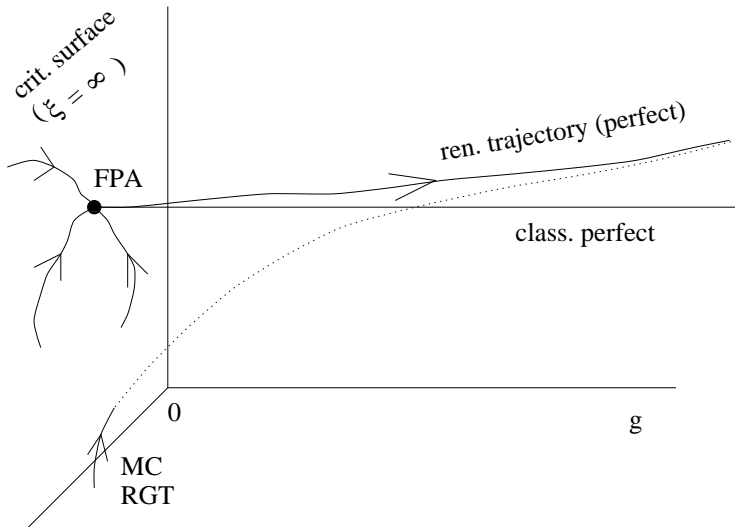 crit. surface
( ξ = ∞ )
FPA
ren. trajectory (perfect)
class. perfect
0
g
MC
RGT